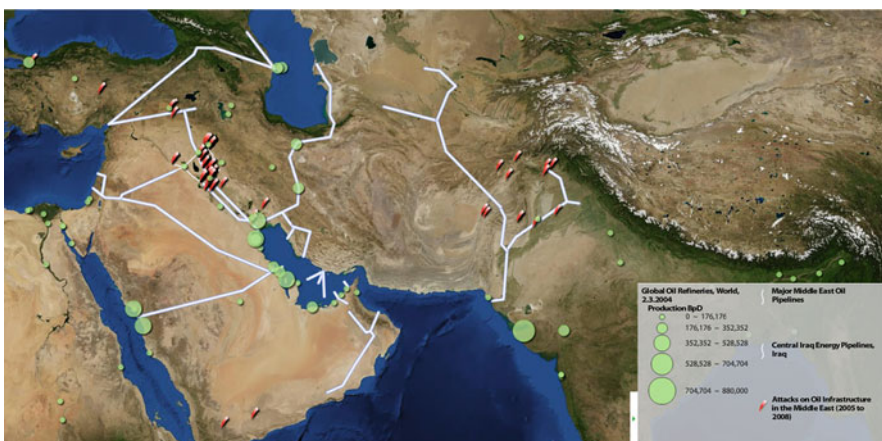 Global Oil Refineries, World,
2.3.2004
Production BpD
0 – 176,176
176,176 – 352,352
352,352 – 528,528
528,528 – 704,704
704,704 – 880,000
Major Middle East Oil
Pipelines
Central Iraq Energy Pipelines,
Iraq
Attacks on Oil Infrastructure
in the Middle East (2005 to
2008)